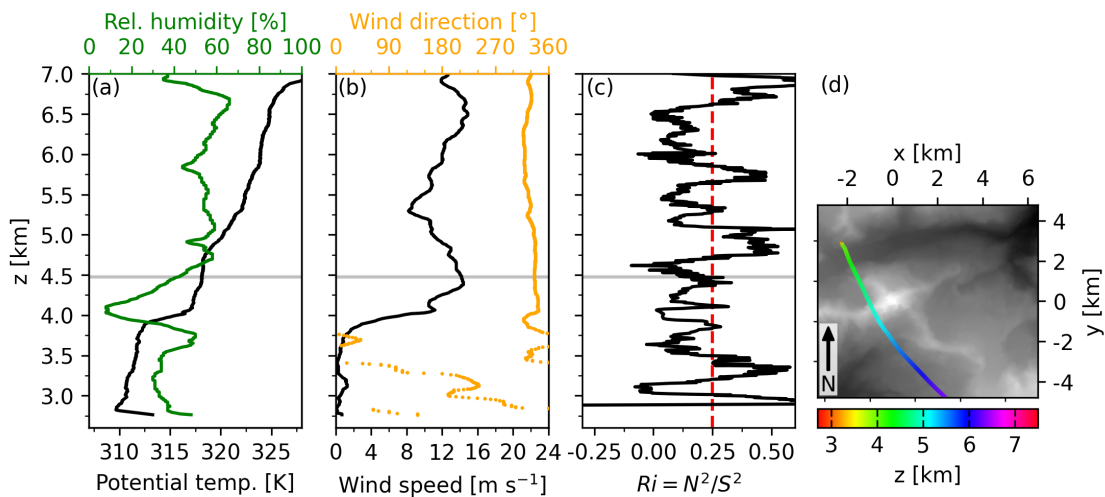 Rel. humidity [%]
0 20 40 60 80 100
Wind direction [°]
0 90 180 270 360
7.0
6.5
6.0
5.5
5.0
4.5
4.0
3.5
3.0
z [km]
(a)
(b)
(c)
(d)
310 315 320 325
Potential temp. [K]
0 4 8 12 16 20 24
Wind speed [m s⁻¹]
-0.25 0.00 0.25 0.50
Ri = N²/S²
x [km]
-2 0 2 4 6
4
2
0
-2
-4
y [km]
N
3 4 5 6 7
z [km]